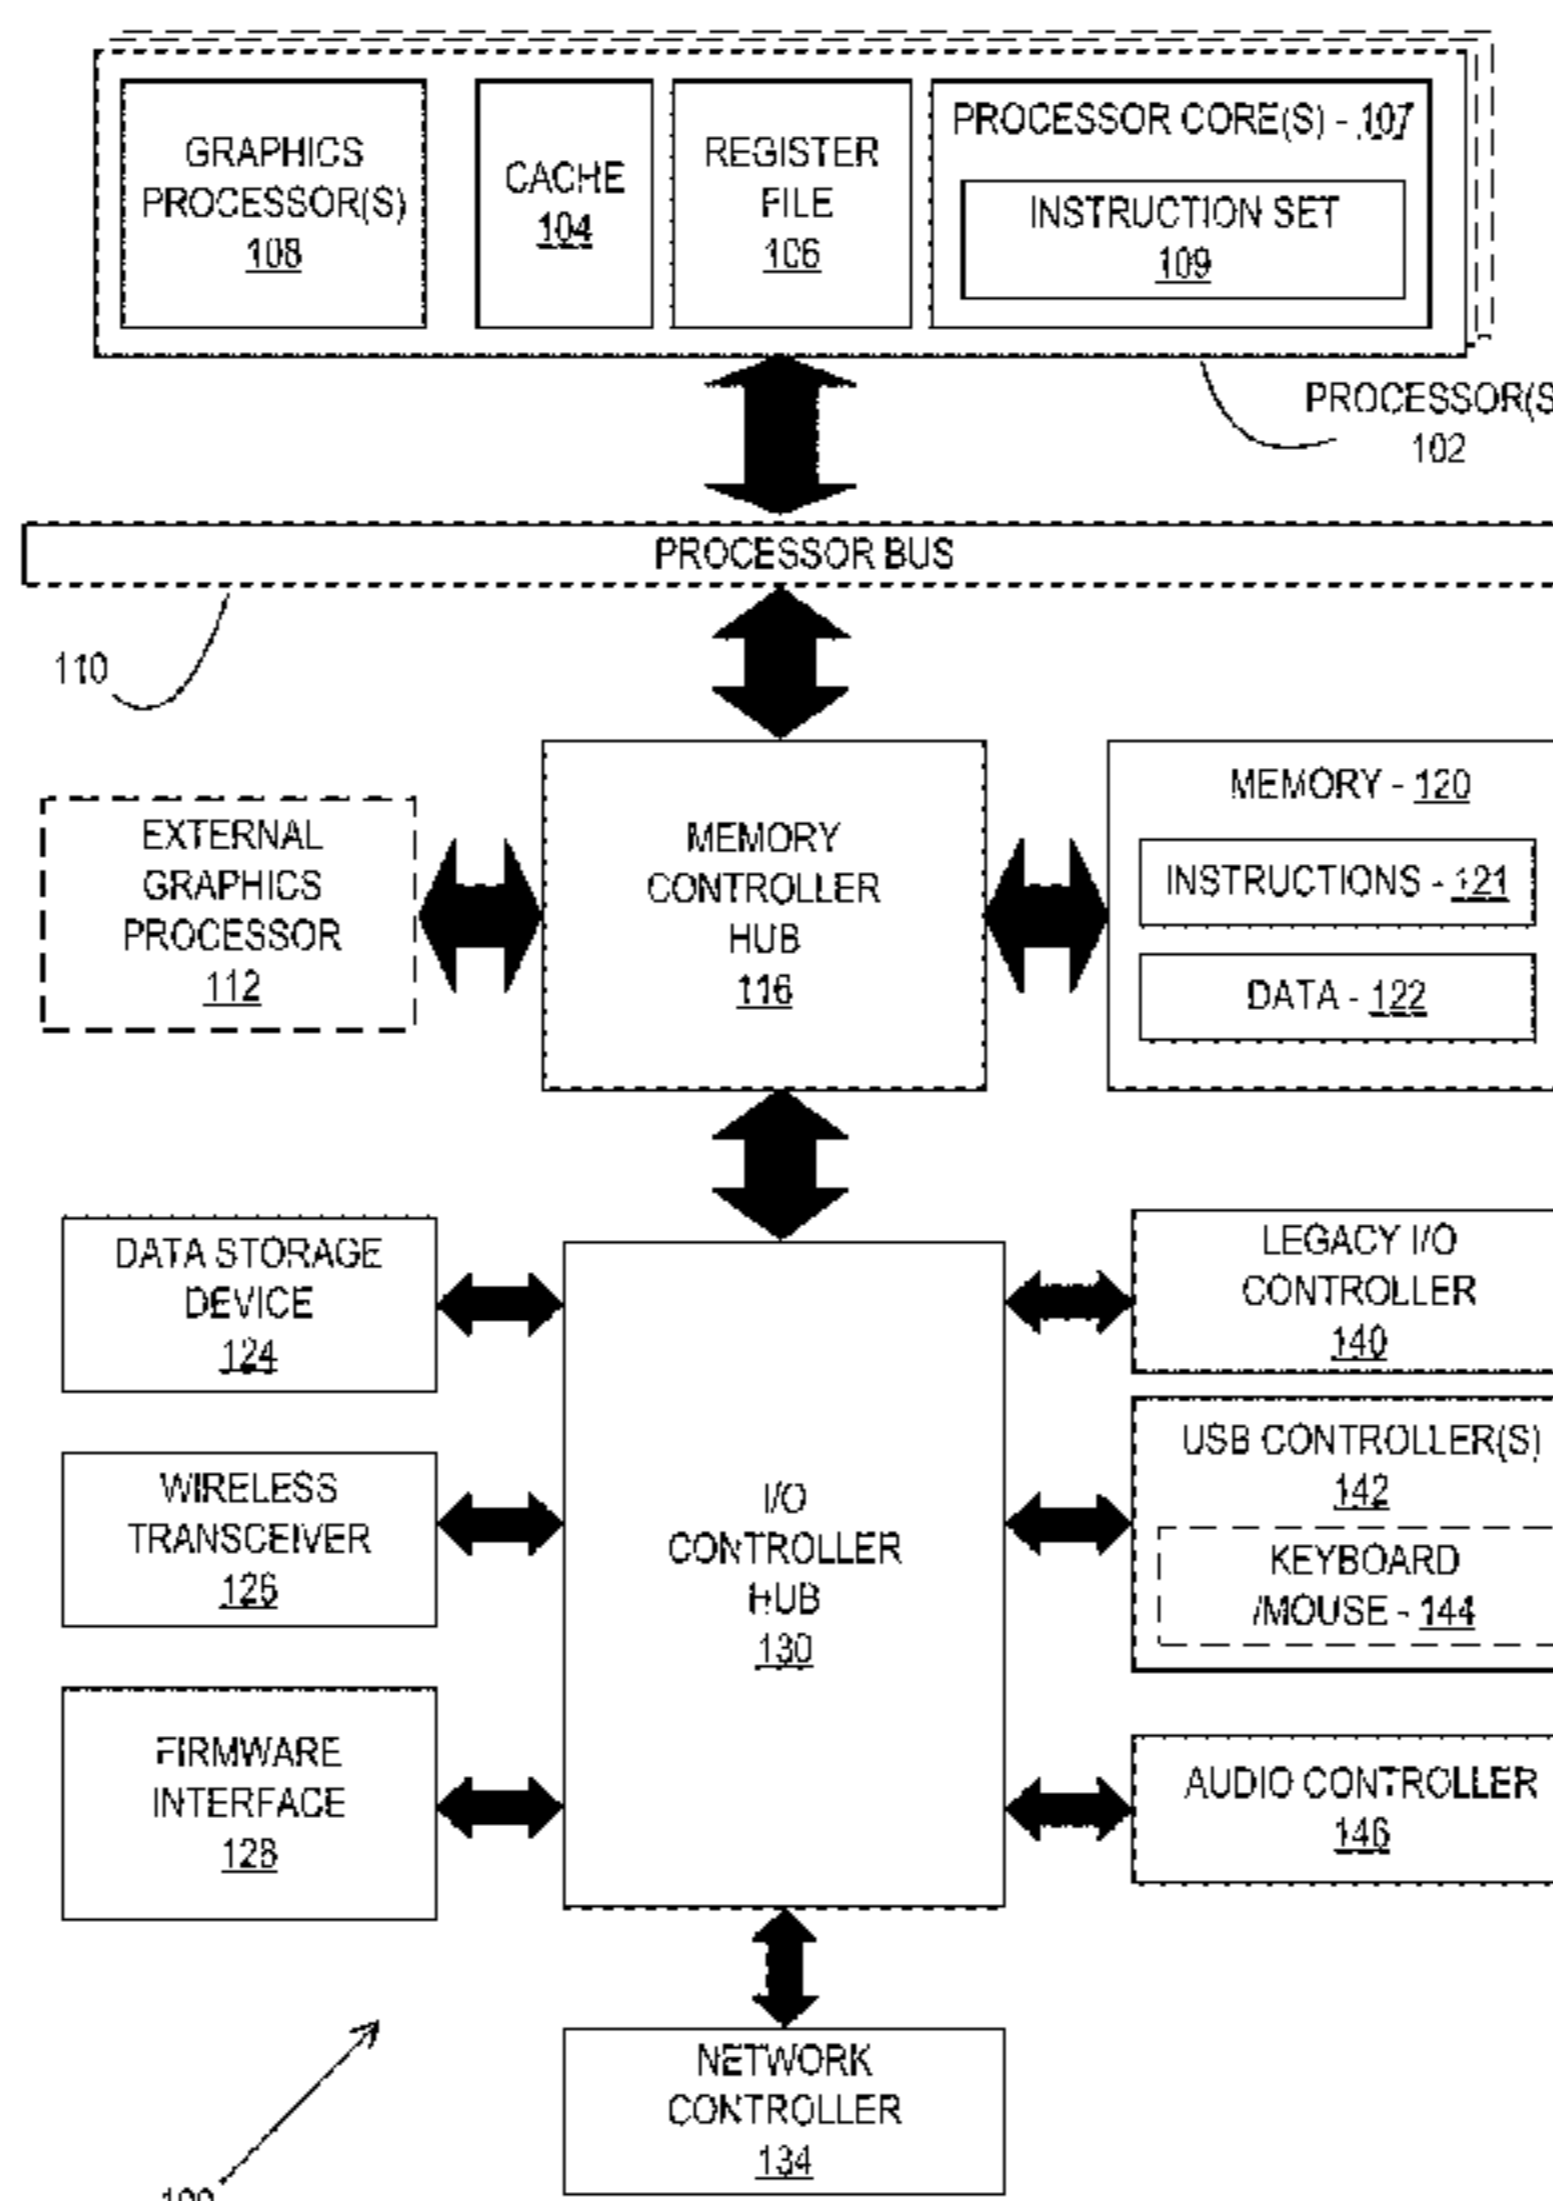 GRAPHICS
PROCESSOR(S)
108
CACHE
104
REGISTER
FILE
106
PROCESSOR CORE(S) - 107
INSTRUCTION SET
109
PROCESSOR(S
102
PROCESSOR BUS
110
EXTERNAL
GRAPHICS
PROCESSOR
112
MEMORY
CONTROLLER
HUB
116
MEMORY - 120
INSTRUCTIONS - 121
DATA - 122
DATA STORAGE
DEVICE
124
WIRELESS
TRANSCEIVER
126
FIRMWARE
INTERFACE
128
I/O
CONTROLLER
HUB
130
LEGACY I/O
CONTROLLER
140
USB CONTROLLER(S)
142
KEYBOARD
/MOUSE - 144
AUDIO CONTROLLER
146
NETWORK
CONTROLLER
134